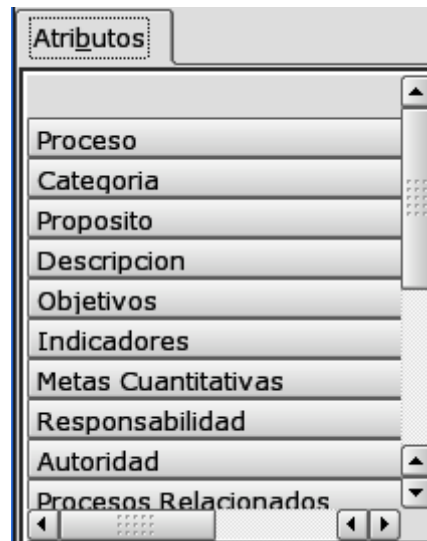 Atributos
Proceso
Categoria
Proposito
Descripcion
Objetivos
Indicadores
Metas Cuantitativas
Responsabilidad
Autoridad
Procesos Relacionados